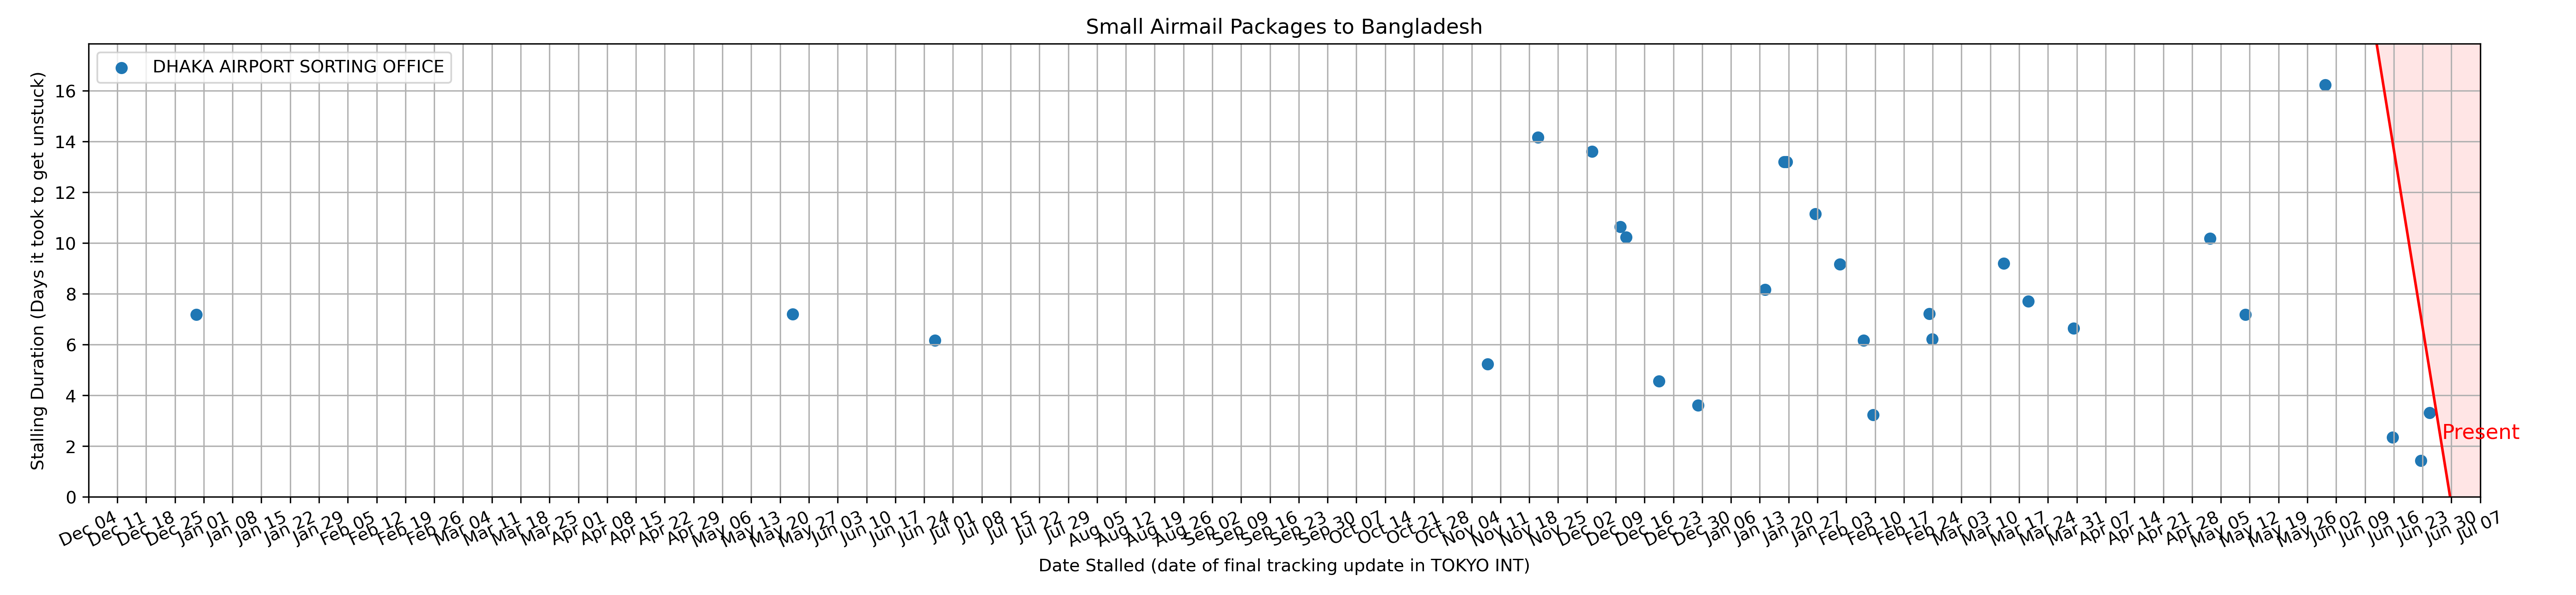 Small Airmail Packages to Bangladesh
DHAKA AIRPORT SORTING OFFICE
Stalling Duration (Days it took to get unstuck)
16
14
12
10
8
6
4
2
0
Present
Dec 04 Dec 11 Dec 18 Dec 25 Jan 01 Jan 08 Jan 15 Jan 22 Jan 29 Feb 05 Feb 12 Feb 19 Feb 26 Mar 04 Mar 11 Mar 18 Mar 25 Apr 01 Apr 08 Apr 15 Apr 22 Apr 29 May 06 May 13 May 20 May 27 Jun 03 Jun 10 Jun 17 Jun 24 Jul 01 Jul 08 Jul 15 Jul 22 Jul 29 Aug 05 Aug 12 Aug 19 Aug 26 Sep 02 Sep 09 Sep 16 Sep 23 Sep 30 Oct 07 Oct 14 Oct 21 Oct 28 Nov 04 Nov 11 Nov 18 Nov 25 Dec 02 Dec 09 Dec 16 Dec 23 Dec 30 Jan 06 Jan 13 Jan 20 Jan 27 Feb 03 Feb 10 Feb 17 Feb 24 Mar 03 Mar 10 Mar 17 Mar 24 Mar 31 Apr 07 Apr 14 Apr 21 Apr 28 May 05 May 12 May 19 May 26 Jun 02 Jun 09 Jun 16 Jun 23 Jun 30 Jul 07
Date Stalled (date of final tracking update in TOKYO INT)